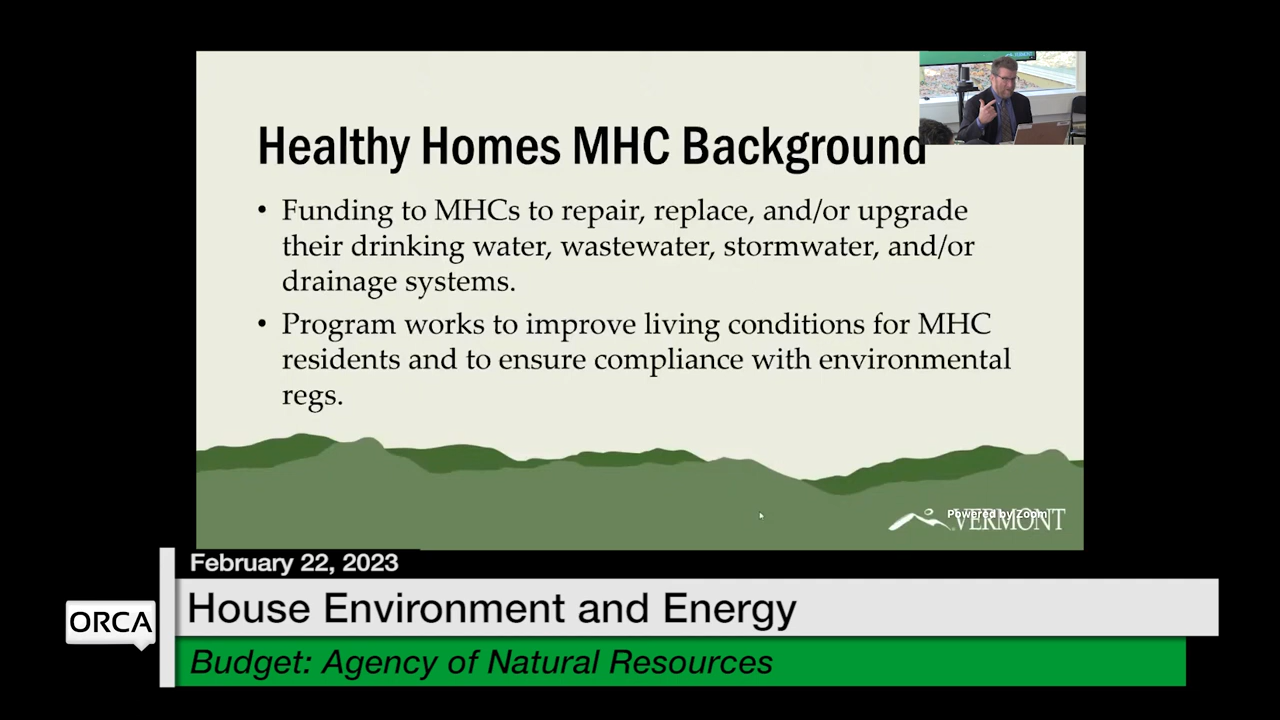 Healthy Homes MHC Background
• Funding to MHCs to repair, replace, and/or upgrade
their drinking water, wastewater, stormwater, and/or
drainage systems.
• Program works to improve living conditions for MHC
residents and to ensure compliance with environmental
regs.
Powered by Zoom
VERMONT
February 22, 2023
House Environment and Energy
ORCA
Budget: Agency of Natural Resources